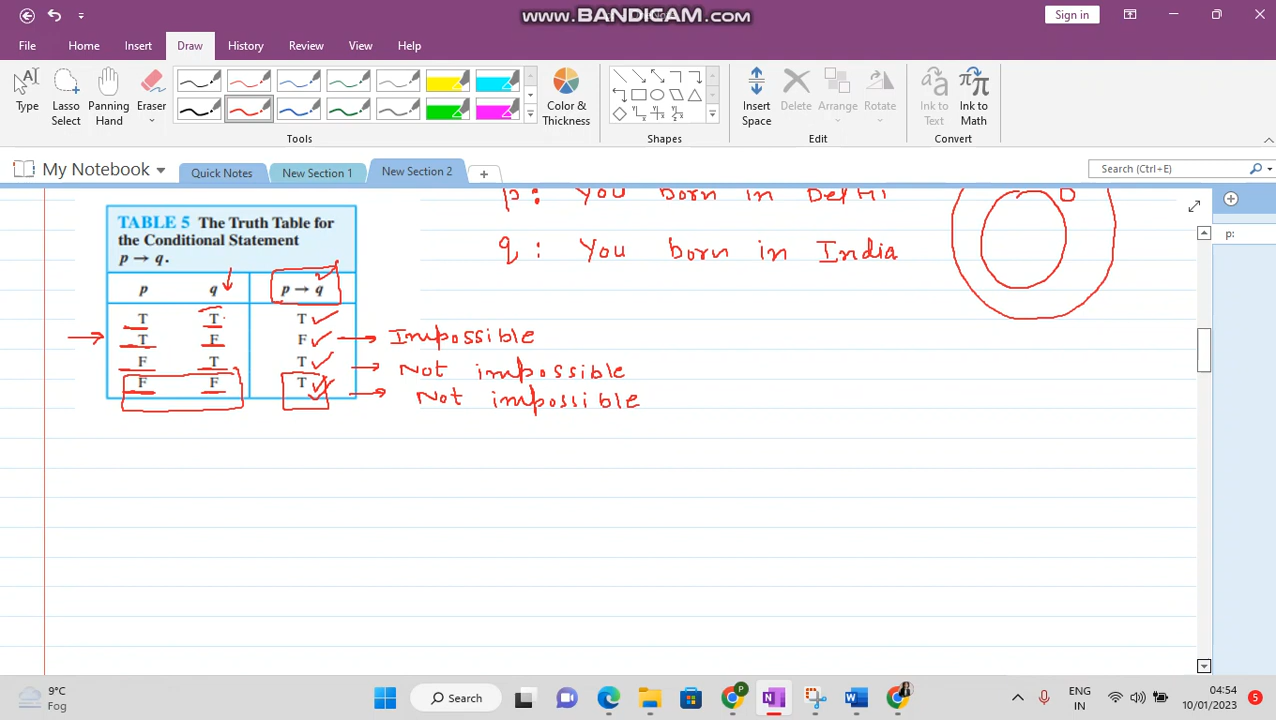 www.BANDICAM.com
Sign in
File Home Insert Draw History Review View Help
Type
Lasso Select
Panning Hand
Eraser
Color & Thickness
Insert Space
Delete
Arrange
Rotate
Ink to Text
Ink to Math
Tools
Shapes
Edit
Convert
My Notebook
Quick Notes
New Section 1
New Section 2
Search (Ctrl+E)
p:
p: You born in Delhi
D
q: You born in India
TABLE 5 The Truth Table for
the Conditional Statement
p → q.
p q p → q
T T T
T F F → Impossible
F T T → Not impossible
F F T → Not impossible
9°C
Fog
Search
ENG
IN
04:54
10/01/2023
5